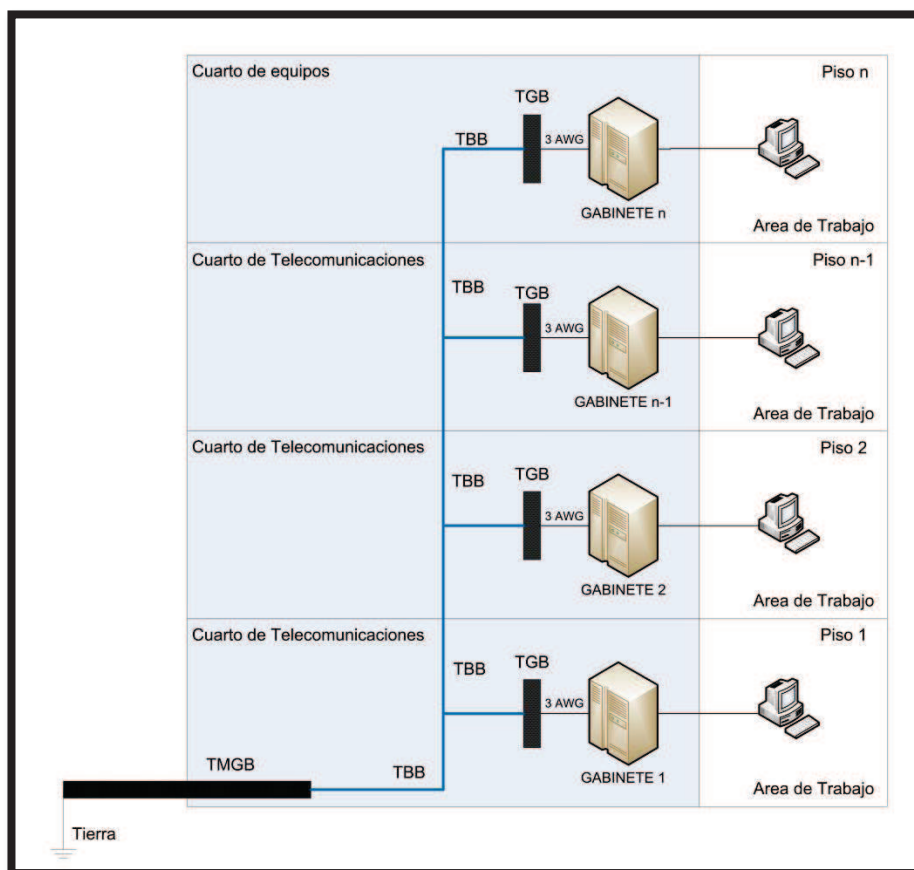 Cuarto de equipos
Piso n
TGB
TBB
3 AWG
GABINETE n
Area de Trabajo
Cuarto de Telecomunicaciones
Piso n-1
TBB
TGB
3 AWG
GABINETE n-1
Area de Trabajo
Cuarto de Telecomunicaciones
Piso 2
TBB
TGB
3 AWG
GABINETE 2
Area de Trabajo
Cuarto de Telecomunicaciones
Piso 1
TBB
TGB
3 AWG
GABINETE 1
TMGB
TBB
Area de Trabajo
Tierra